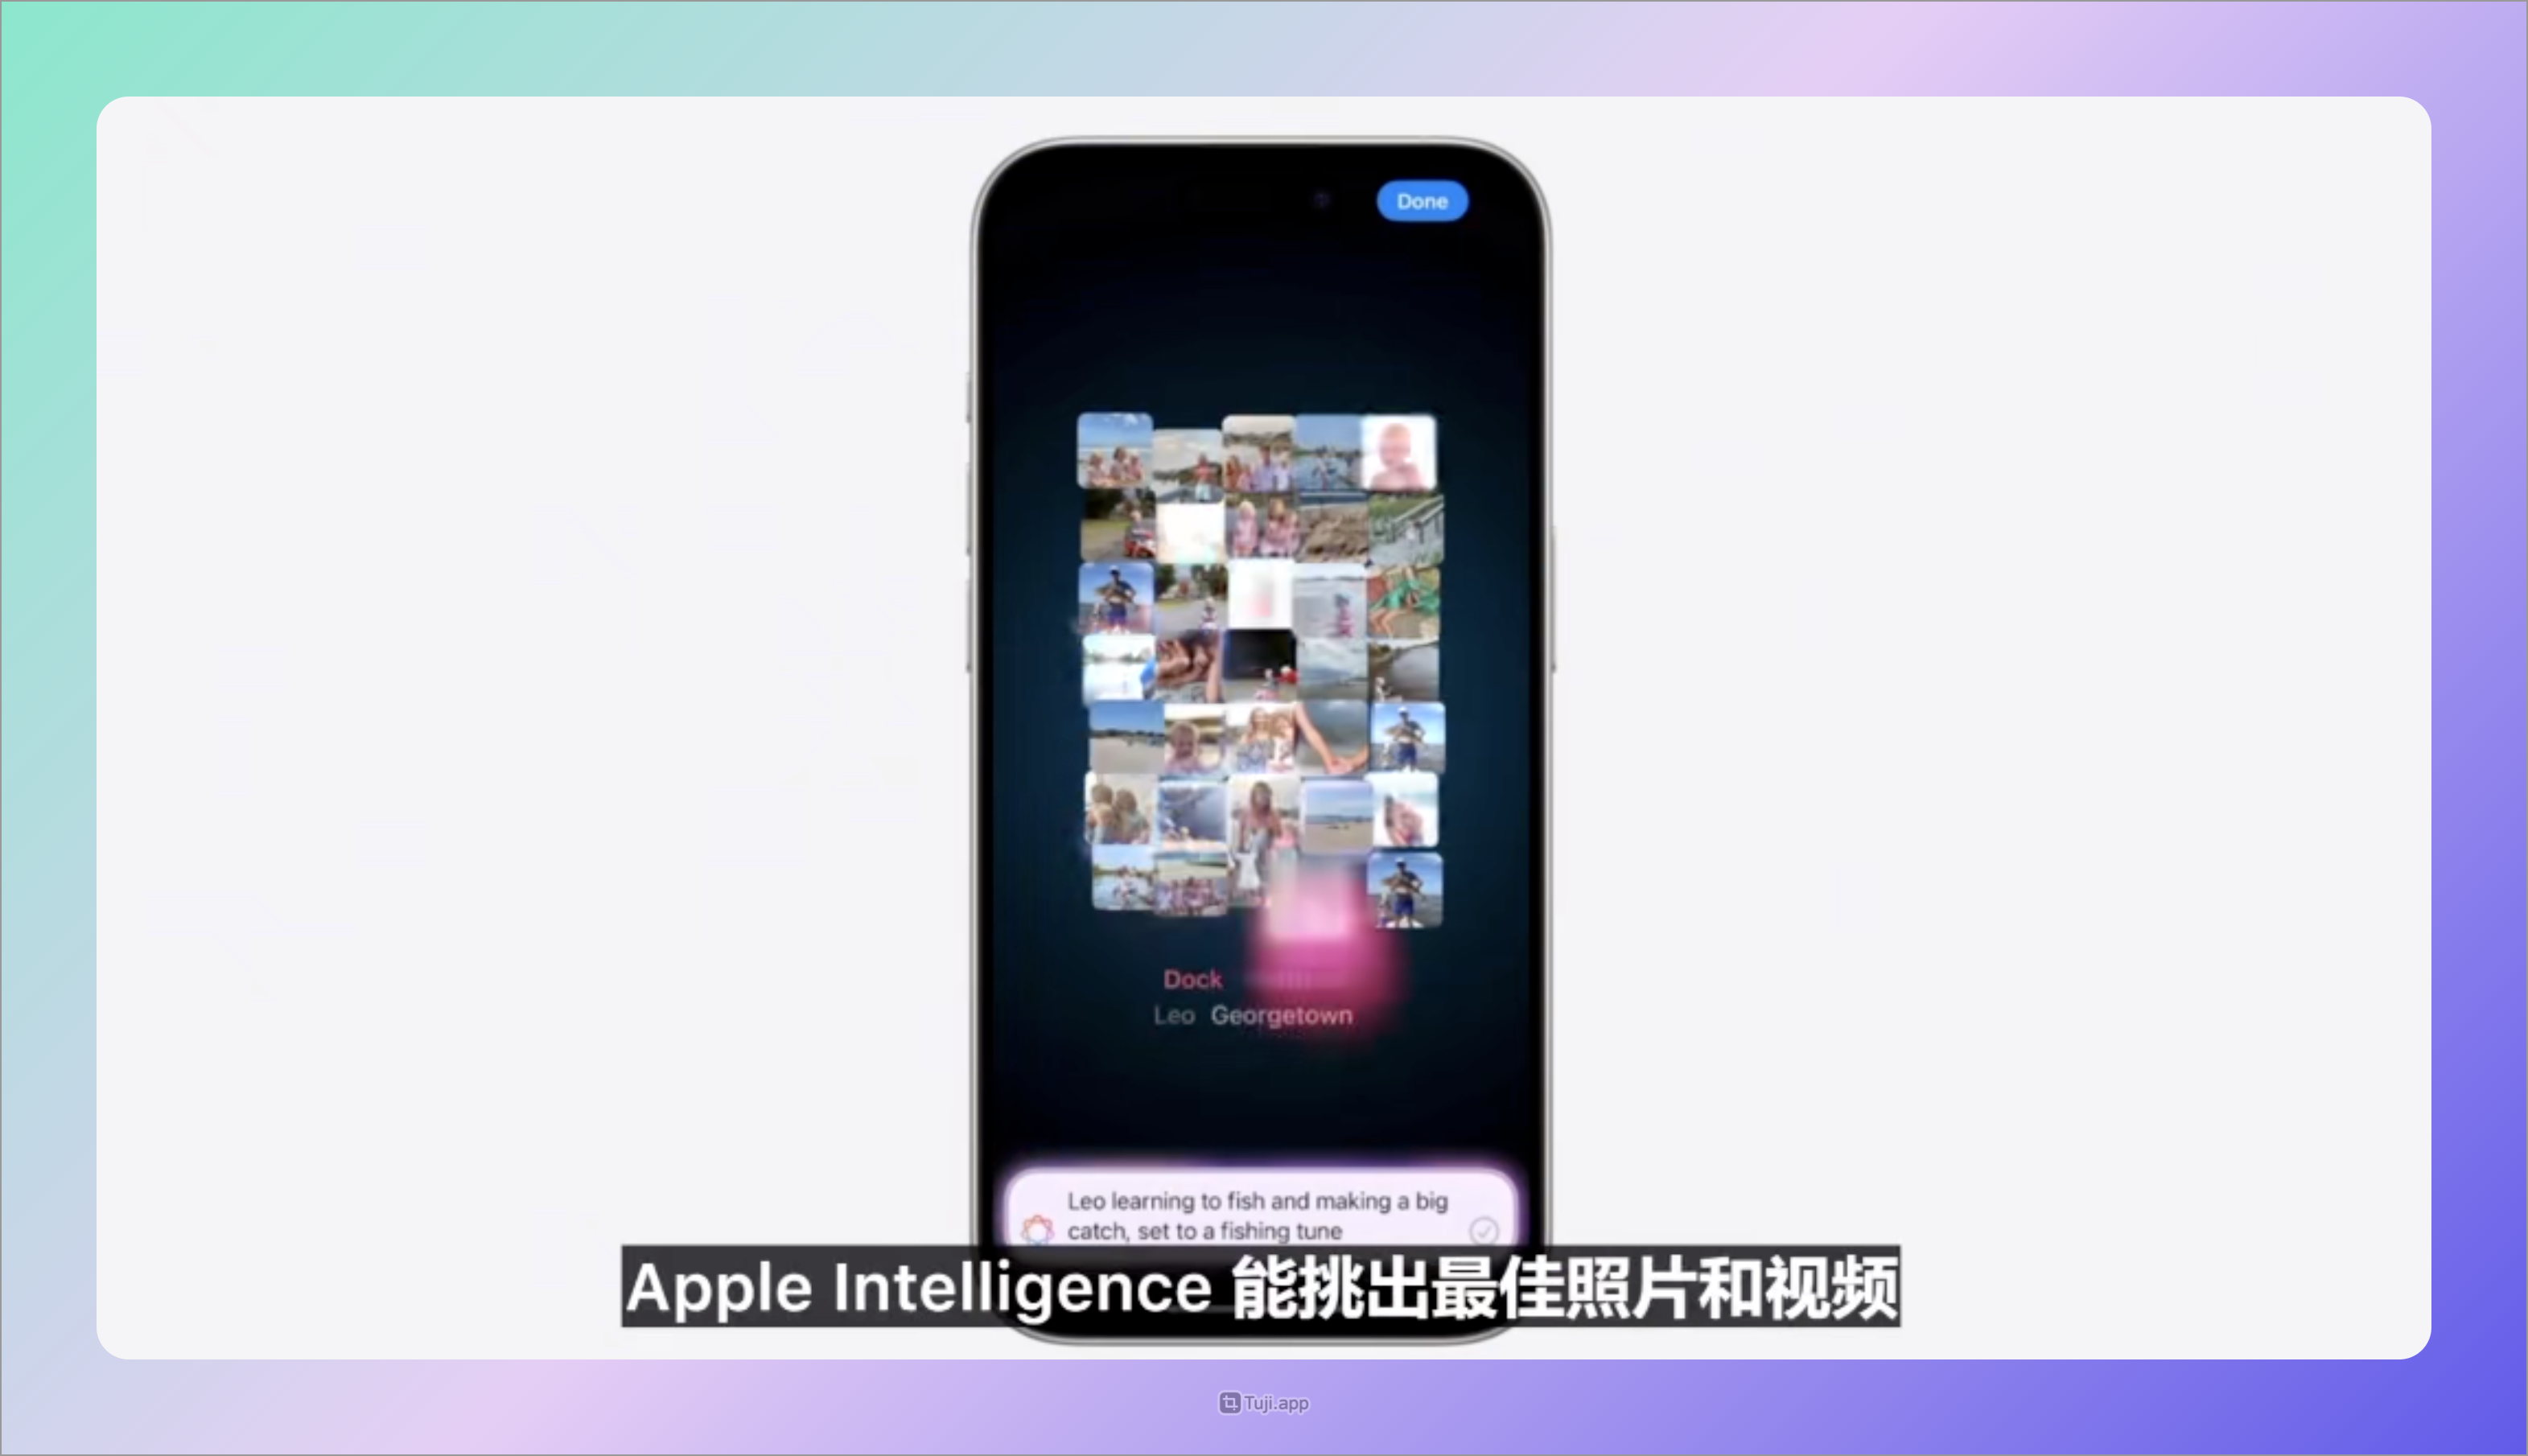 Done
Dock
Leo Georgetown
Leo learning to fish and making a big
catch, set to a fishing tune
Apple Intelligence 能挑出最佳照片和视频
Tuji.app